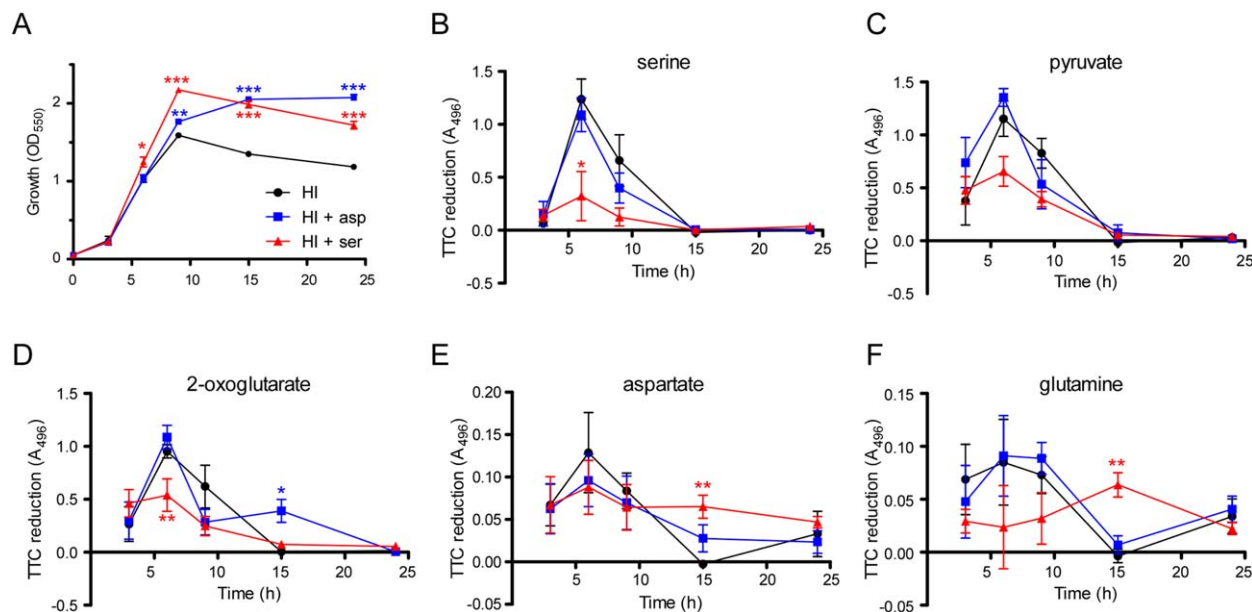 A
Growth (OD550)
2
1
0
0 5 10 15 20 25
*
***
**
***
***
***
***
HI
HI + asp
HI + ser
B
serine
TTC reduction (A496)
1.5
1.0
0.5
0.0
-0.5
5 10 15 20 25
Time (h)
*
C
pyruvate
TTC reduction (A496)
1.5
1.0
0.5
0.0
-0.5
5 10 15 20 25
Time (h)
D
2-oxoglutarate
TTC reduction (A496)
1.5
1.0
0.5
0.0
-0.5
5 10 15 20 25
Time (h)
**
*
E
aspartate
TTC reduction (A496)
0.20
0.15
0.10
0.05
0.00
-0.05
5 10 15 20 25
Time (h)
**
F
glutamine
TTC reduction (A496)
0.15
0.10
0.05
0.00
-0.05
5 10 15 20 25
Time (h)
**